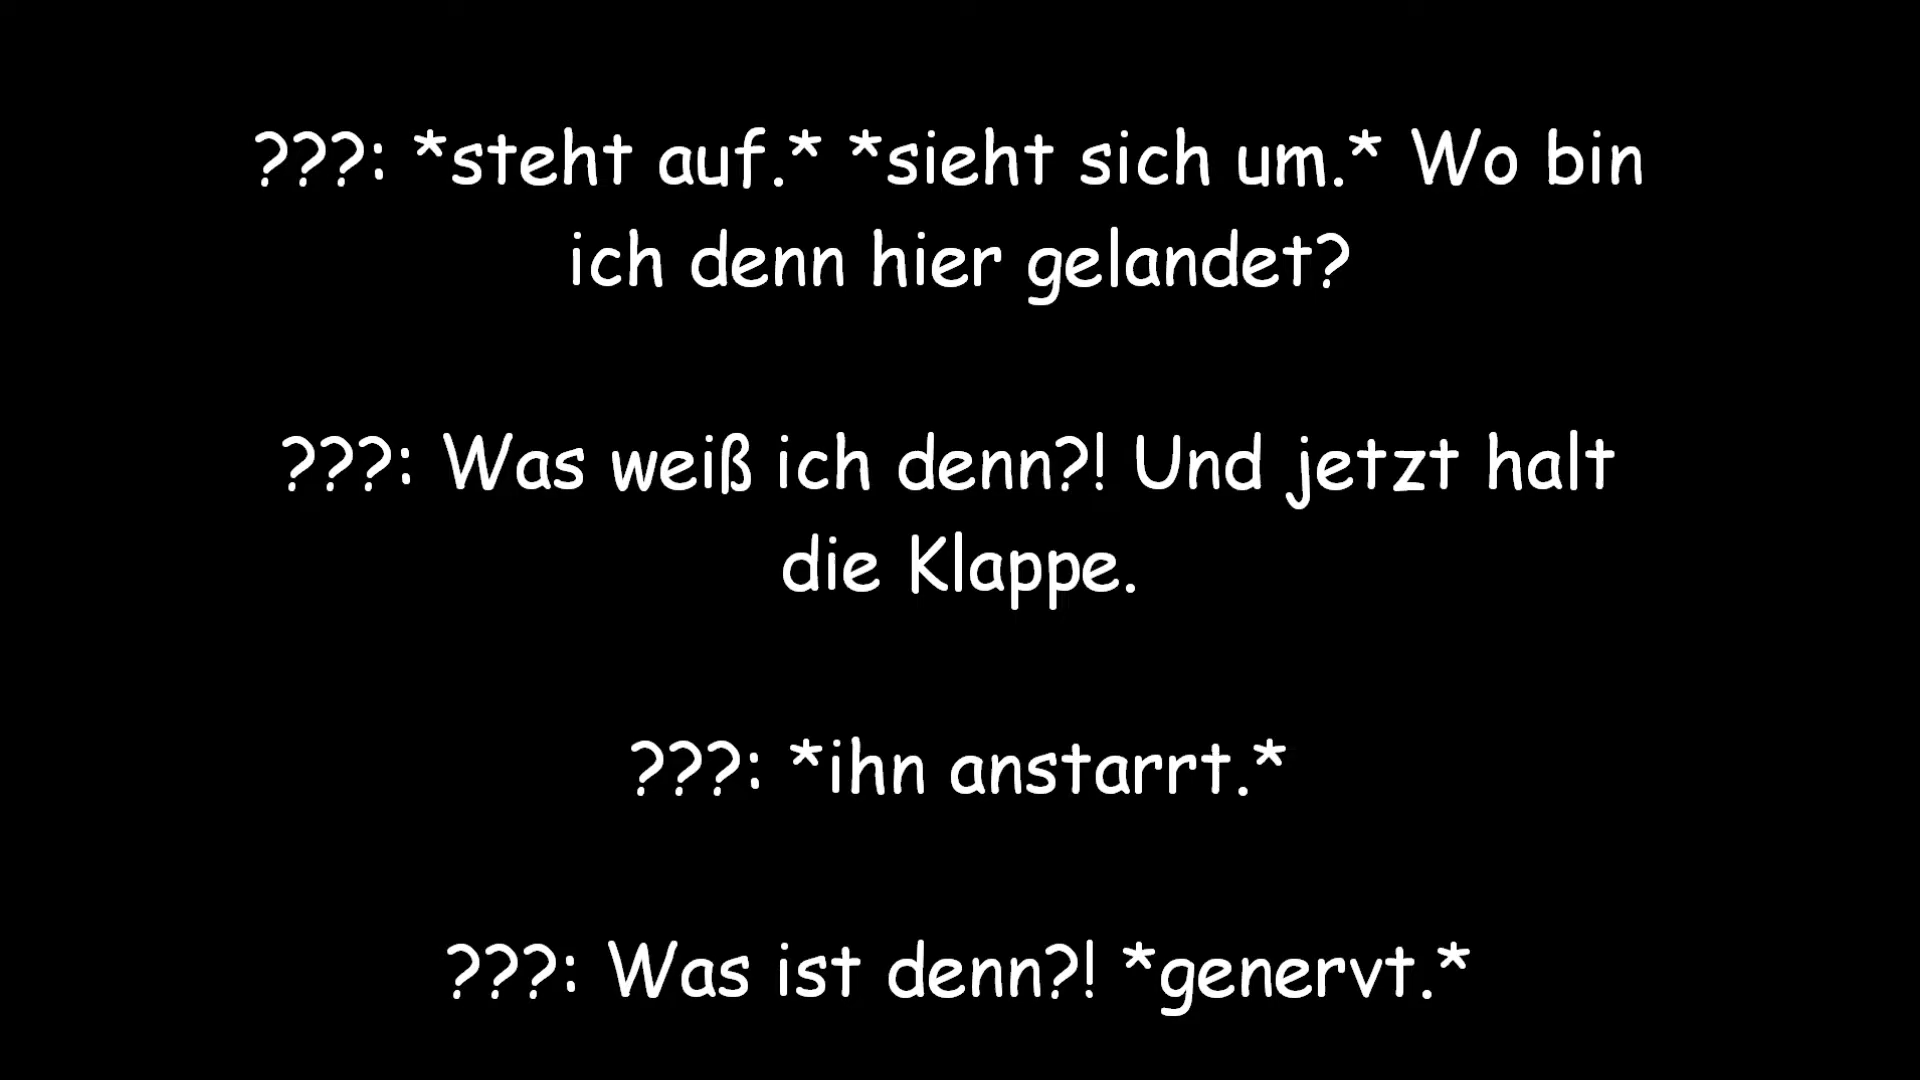 ???: *steht auf.* *sieht sich um.* Wo bin
ich denn hier gelandet?
???: Was weiß ich denn?! Und jetzt halt
die Klappe.
???: *ihn anstarrt.*
???: Was ist denn?! *genervt.*